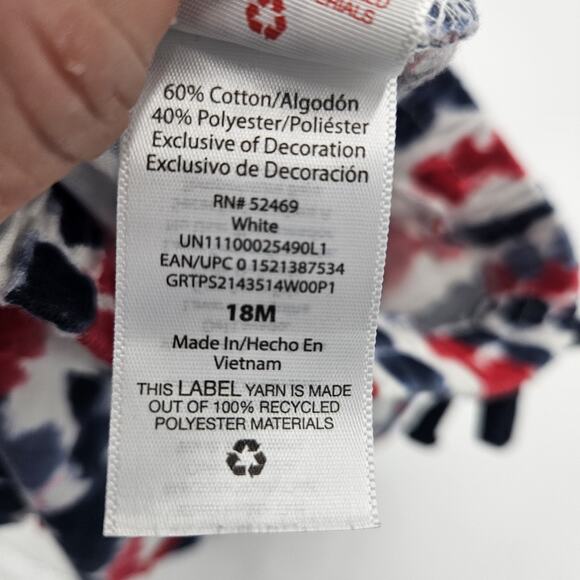 MATERIALS
60% Cotton/Algodón
40% Polyester/Poliéster
Exclusive of Decoration
Exclusivo de Decoración
RN# 52469
White
UN11100025490L1
EAN/UPC 0 1521387534
GRTPS2143514W00P1
18M
Made In/Hecho En
Vietnam
THIS LABEL YARN IS MADE
OUT OF 100% RECYCLED
POLYESTER MATERIALS